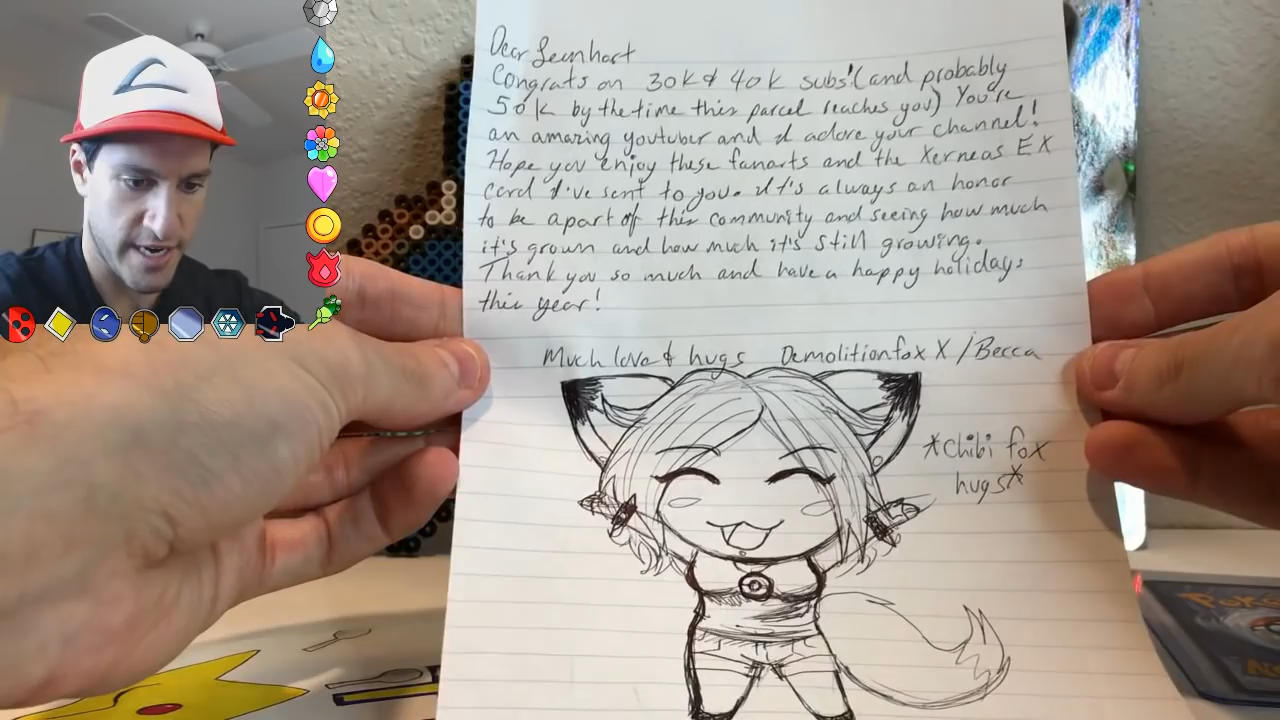 Dear Leonhart
Congrats on 30k & 40k subs! (and probably
50k by the time this parcel reaches you) You're
an amazing youtuber and I adore your channel!
Hope you enjoy these fanarts and the Xerneas EX
card I've sent to you. It's always an honor
to be apart of this community and seeing how much
it's grown and how much it's still growing.
Thank you so much and have a happy holidays
this year!
Much love & hugs Demolitionfox X / Becca
*Chibi fox
hugs*